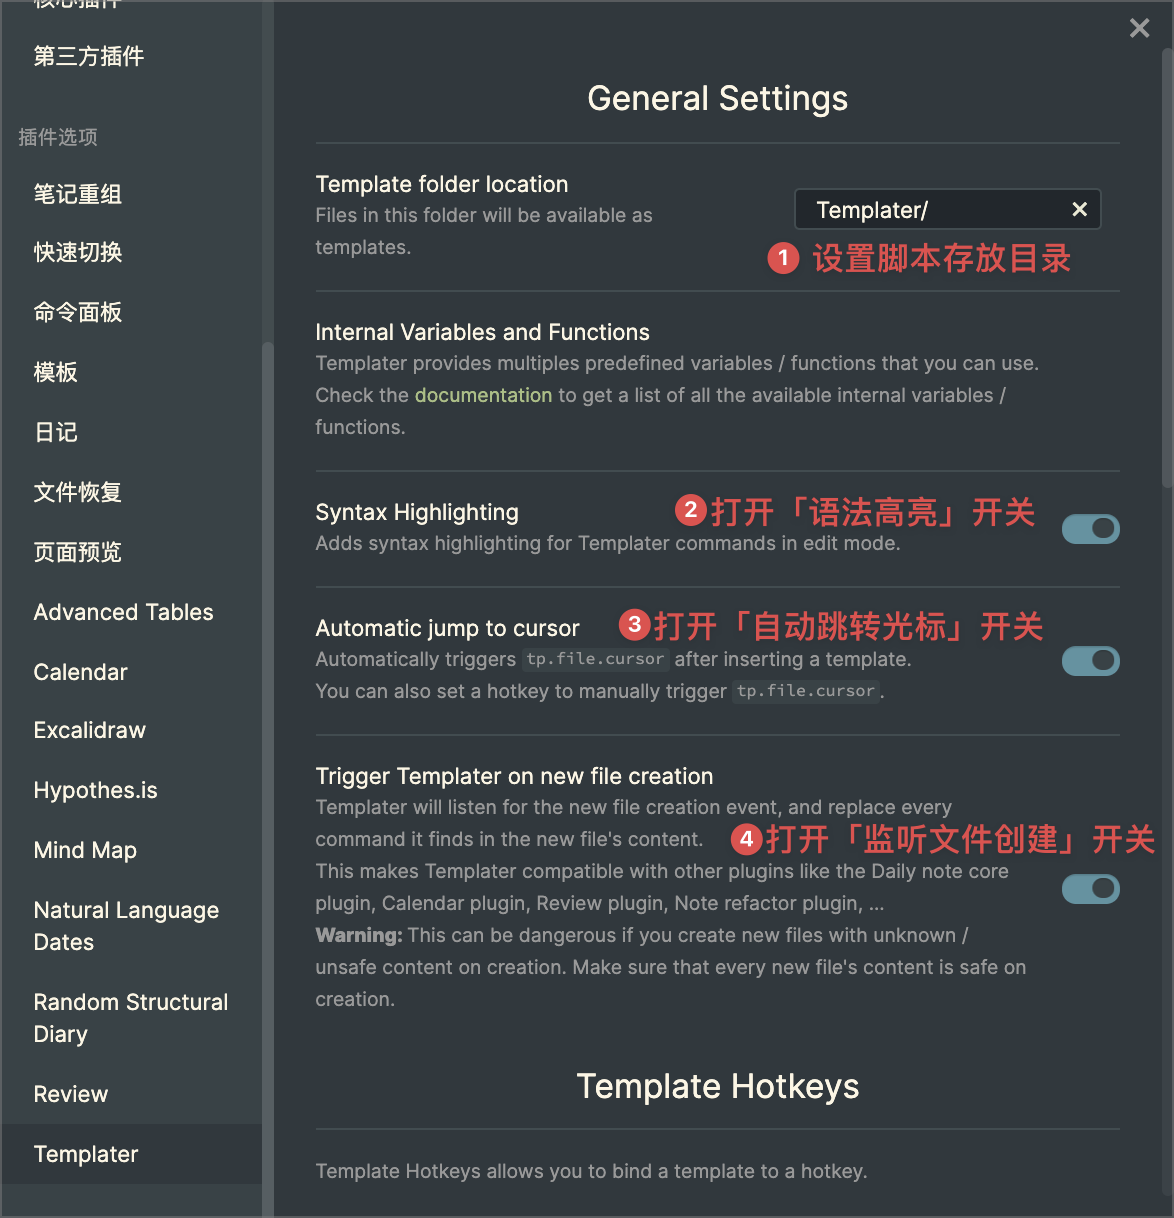 核心插件
第三方插件
插件选项
笔记重组
快速切换
命令面板
模板
日记
文件恢复
页面预览
Advanced Tables
Calendar
Excalidraw
Hypothes.is
Mind Map
Natural Language
Dates
Random Structural
Diary
Review
Templater
General Settings
Template folder location
Files in this folder will be available as
templates.
Templater/
1 设置脚本存放目录
Internal Variables and Functions
Templater provides multiples predefined variables / functions that you can use.
Check the documentation to get a list of all the available internal variables /
functions.
Syntax Highlighting
2 打开「语法高亮」开关
Adds syntax highlighting for Templater commands in edit mode.
Automatic jump to cursor
3 打开「自动跳转光标」开关
Automatically triggers tp.file.cursor after inserting a template.
You can also set a hotkey to manually trigger tp.file.cursor.
Trigger Templater on new file creation
Templater will listen for the new file creation event, and replace every
command it finds in the new file's content.
4 打开「监听文件创建」开关
This makes Templater compatible with other plugins like the Daily note core
plugin, Calendar plugin, Review plugin, Note refactor plugin, ...
Warning: This can be dangerous if you create new files with unknown /
unsafe content on creation. Make sure that every new file's content is safe on
creation.
Template Hotkeys
Template Hotkeys allows you to bind a template to a hotkey.